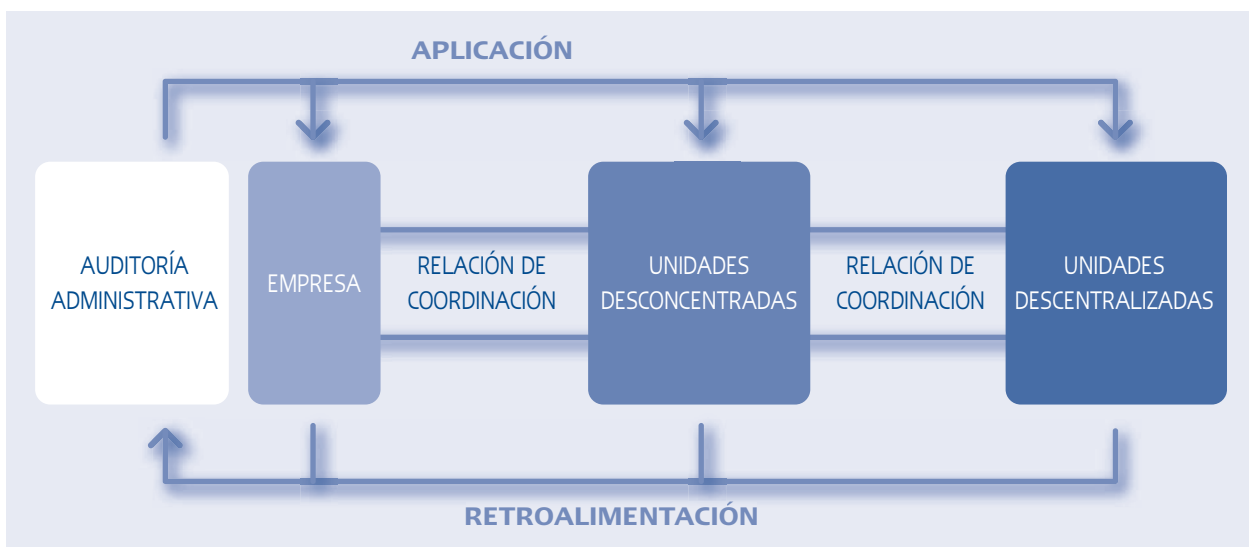 APLICACIÓN
AUDITORÍA
ADMINISTRATIVA
EMPRESA
RELACIÓN DE
COORDINACIÓN
UNIDADES
DESCONCENTRADAS
RELACIÓN DE
COORDINACIÓN
UNIDADES
DESCENTRALIZADAS
RETROALIMENTACIÓN